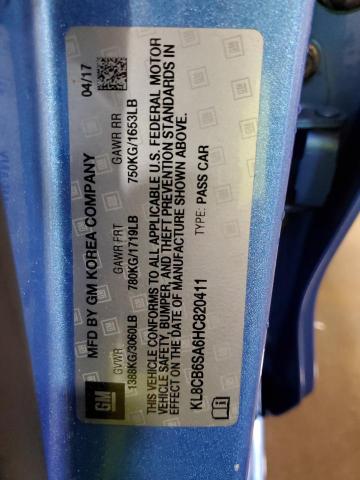 GM
MFD BY GM KOREA COMPANY 04/17
GVWR GAWR FRT GAWR RR
1388KG/3060LB 780KG/1719LB 750KG/1653LB
THIS VEHICLE CONFORMS TO ALL APPLICABLE U.S. FEDERAL MOTOR
VEHICLE SAFETY, BUMPER, AND THEFT PREVENTION STANDARDS IN
EFFECT ON THE DATE OF MANUFACTURE SHOWN ABOVE.
KL8CB6SA6HC820411 TYPE: PASS CAR